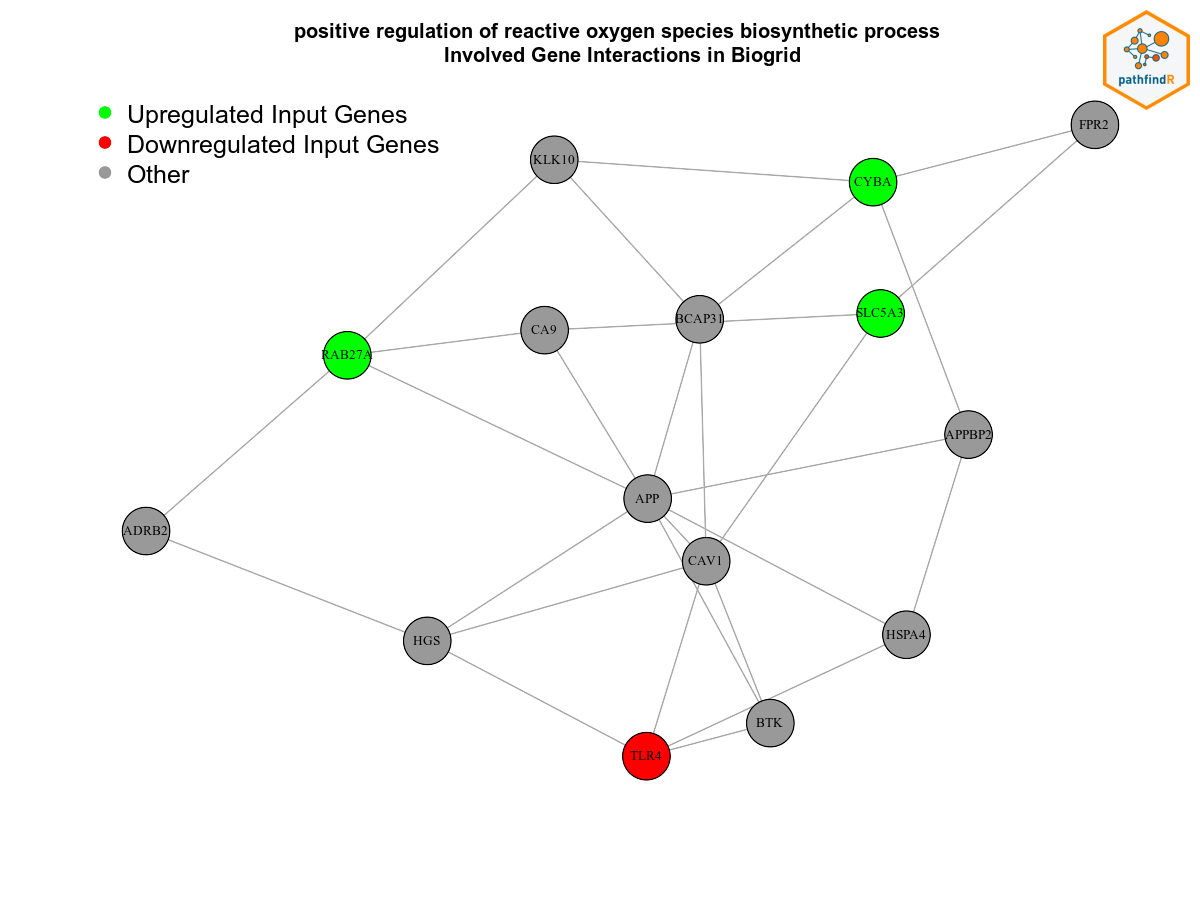 positive regulation of reactive oxygen species biosynthetic process
Involved Gene Interactions in Biogrid
pathfindR
Upregulated Input Genes
Downregulated Input Genes
Other
FPR2
KLK10
CYBA
SLC5A3
BCAP31
CA9
RAB27A
APPBP2
APP
ADRB2
CAV1
HSPA4
HGS
BTK
TLR4